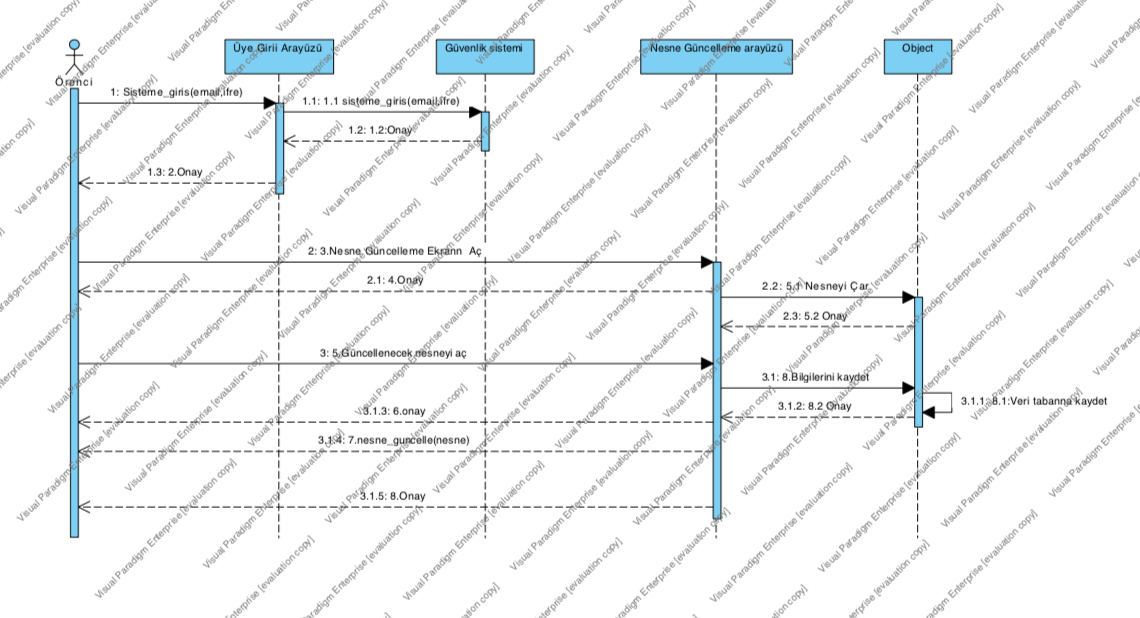 Üye Girii Arayüzü
Güvenlik sistemi
Nesne Güncelleme arayüzü
Object
Örenci
1: Sisteme_giris(email,ifre)
1.1: 1.1 sisteme_giris(email,ifre)
1.2: 1.2:Onay
1.3: 2.Onay
2: 3.Nesne Güncelleme Ekrann Aç
2.1: 4.Onay
2.2: 5.1 Nesneyi Çar
2.3: 5.2 Onay
3: 5.Güncellenecek nesneyi aç
3.1: 8.Bilgilerini kaydet
3.1.1: 8.1:Veri tabanna kaydet
3.1.2: 8.2 Onay
3.1.3: 6.onay
3.1.4: 7.nesne_guncelle(nesne)
3.1.5: 8.Onay
Visual Paradigm Enterprise [evaluation copy]